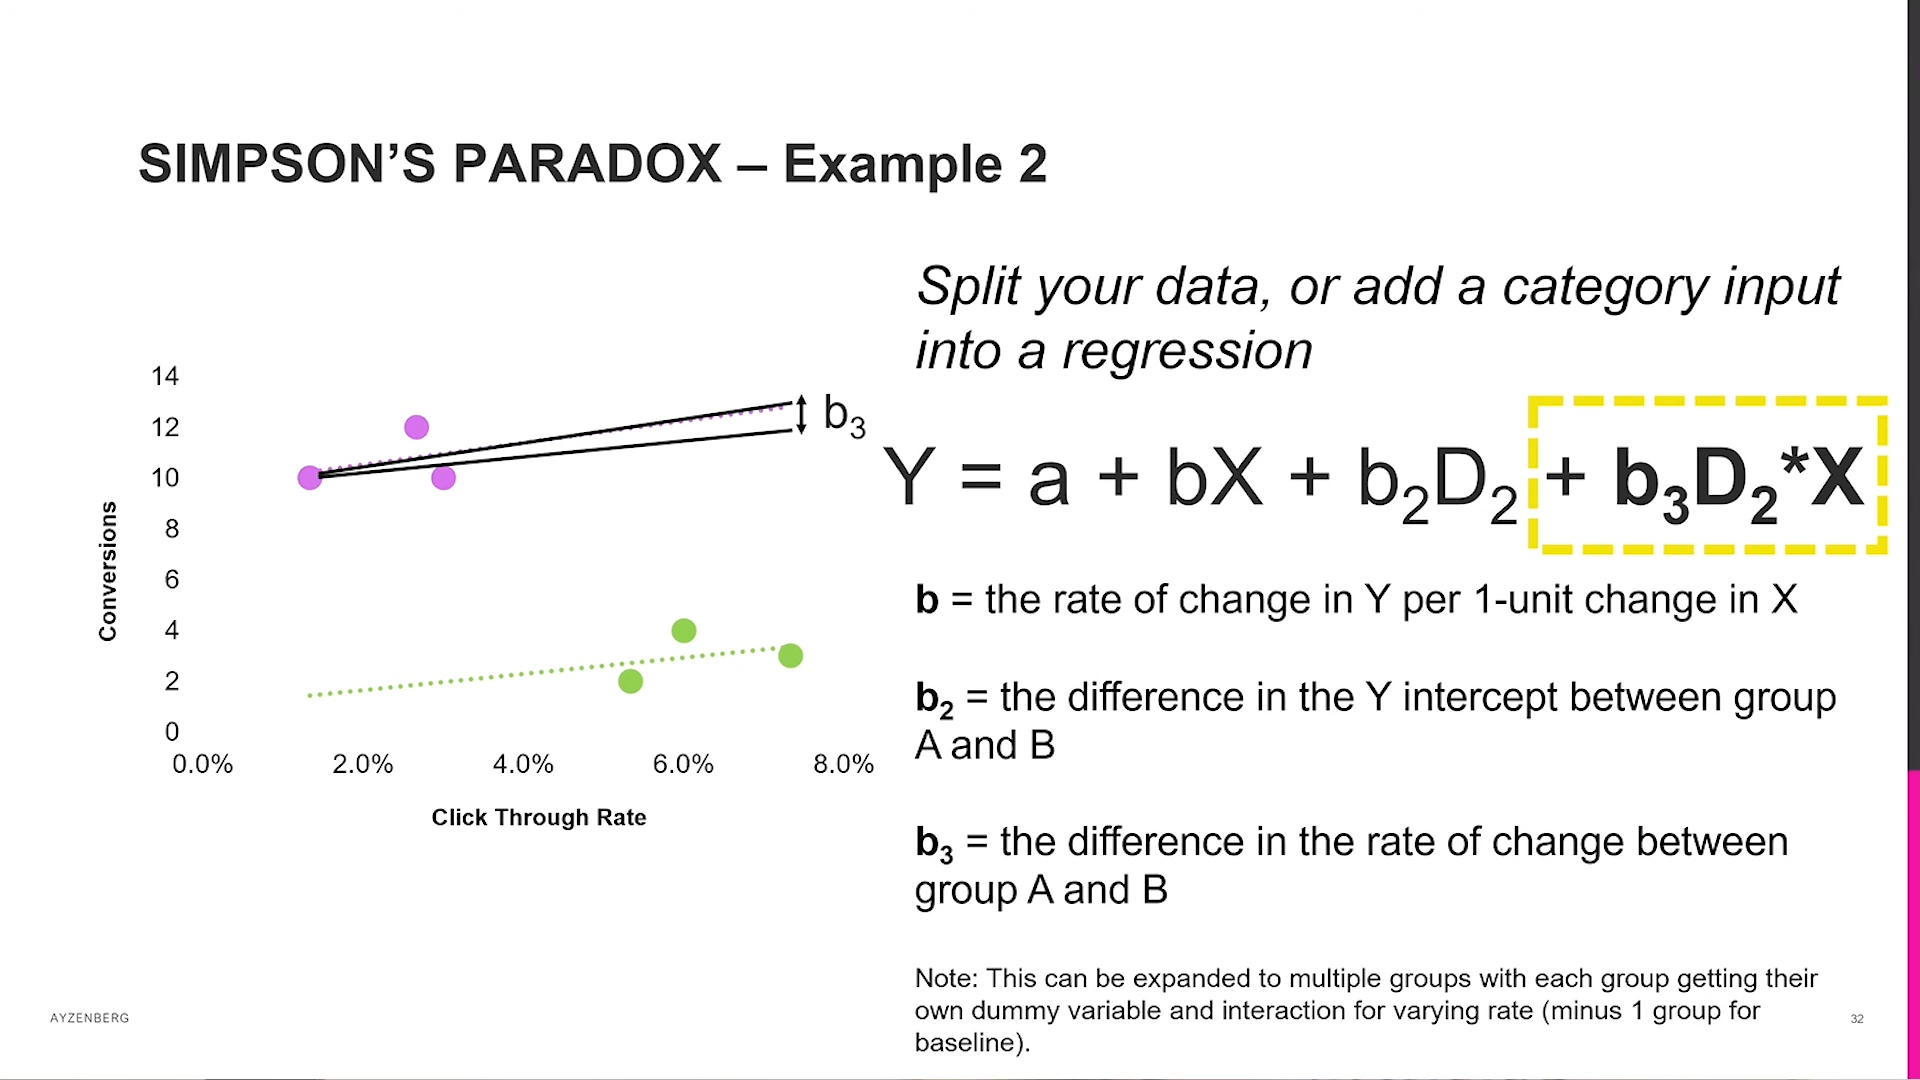 SIMPSON’S PARADOX – Example 2
Split your data, or add a category input
into a regression
14
12
10
8
6
4
2
0
Conversions
b₃
0.0% 2.0% 4.0% 6.0% 8.0%
Click Through Rate
Y = a + bX + b₂D₂ + b₃D₂*X
b = the rate of change in Y per 1-unit change in X
b₂ = the difference in the Y intercept between group
A and B
b₃ = the difference in the rate of change between
group A and B
Note: This can be expanded to multiple groups with each group getting their
own dummy variable and interaction for varying rate (minus 1 group for
baseline).
AYZENBERG
32